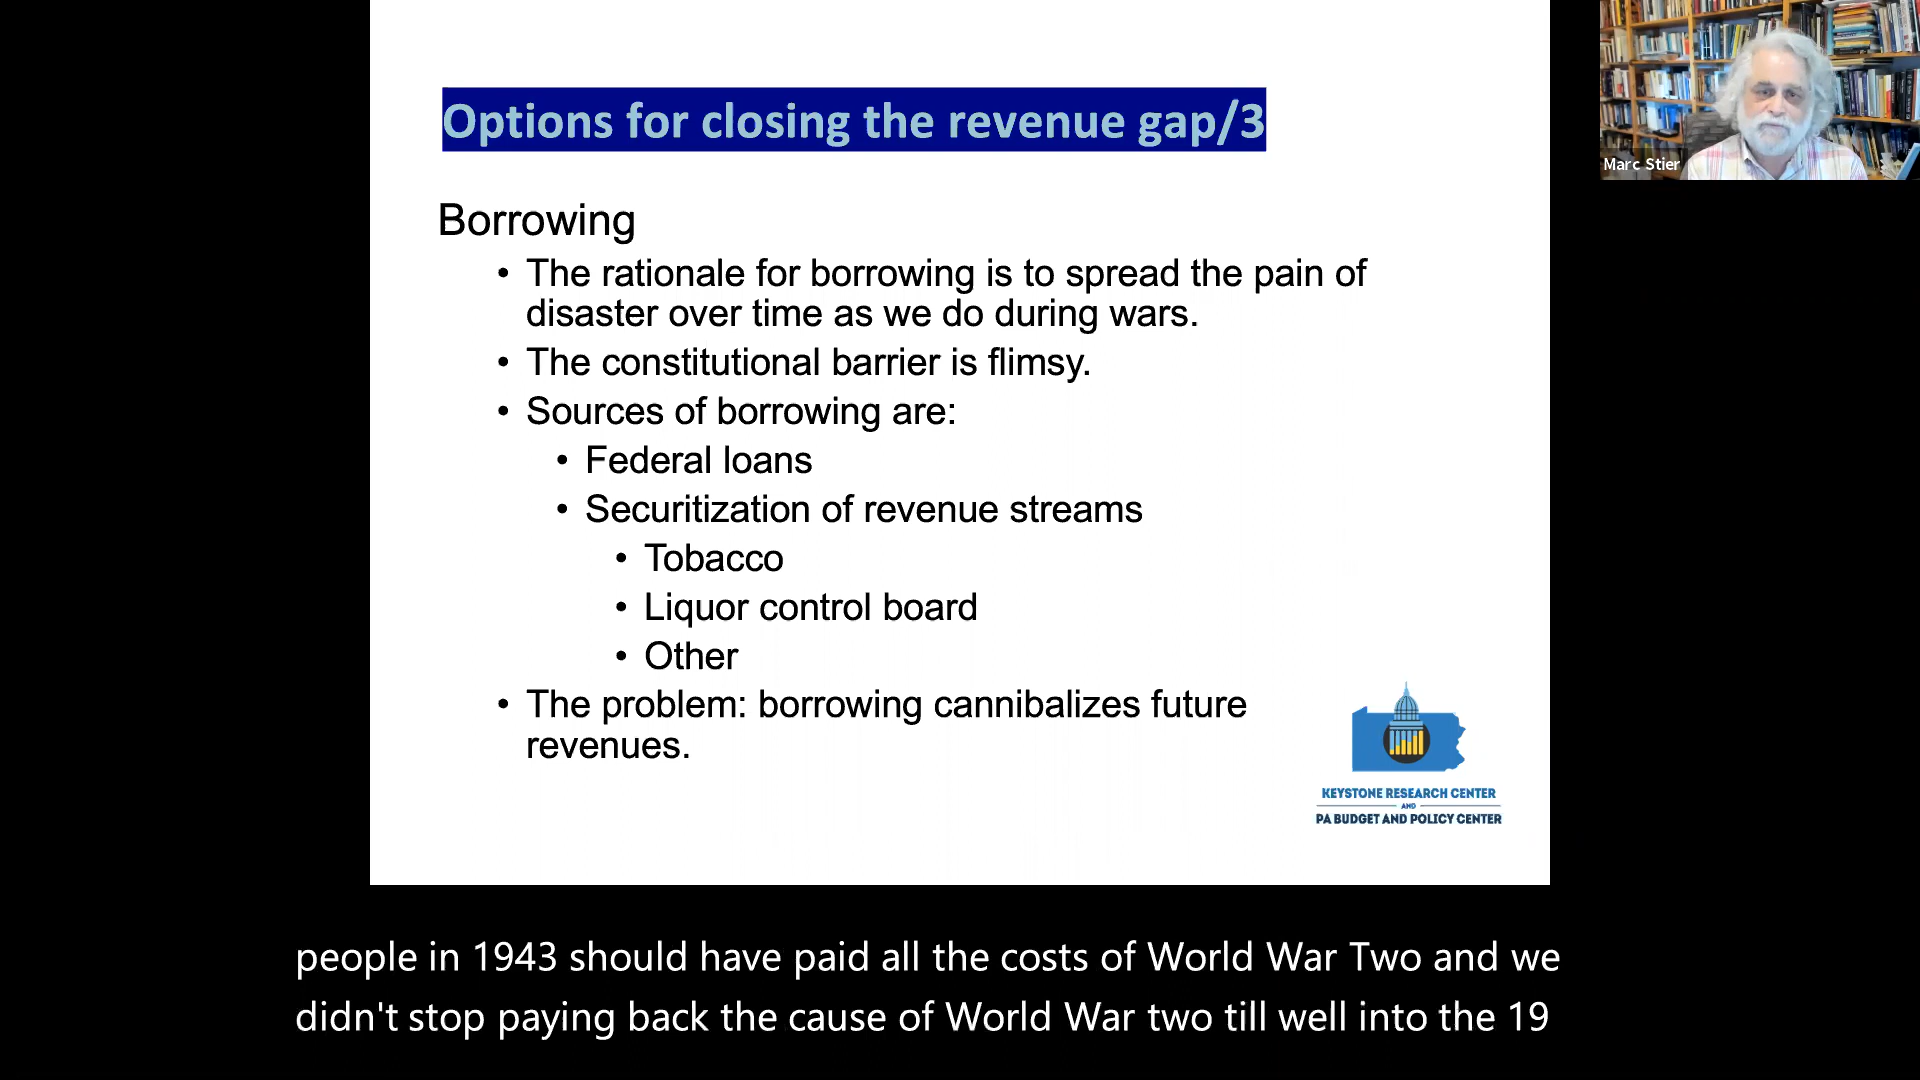 Options for closing the revenue gap/3
Marc Stier
Borrowing
• The rationale for borrowing is to spread the pain of
disaster over time as we do during wars.
• The constitutional barrier is flimsy.
• Sources of borrowing are:
• Federal loans
• Securitization of revenue streams
• Tobacco
• Liquor control board
• Other
• The problem: borrowing cannibalizes future
revenues.
KEYSTONE RESEARCH CENTER
AND
PA BUDGET AND POLICY CENTER
people in 1943 should have paid all the costs of World War Two and we
didn't stop paying back the cause of World War two till well into the 19